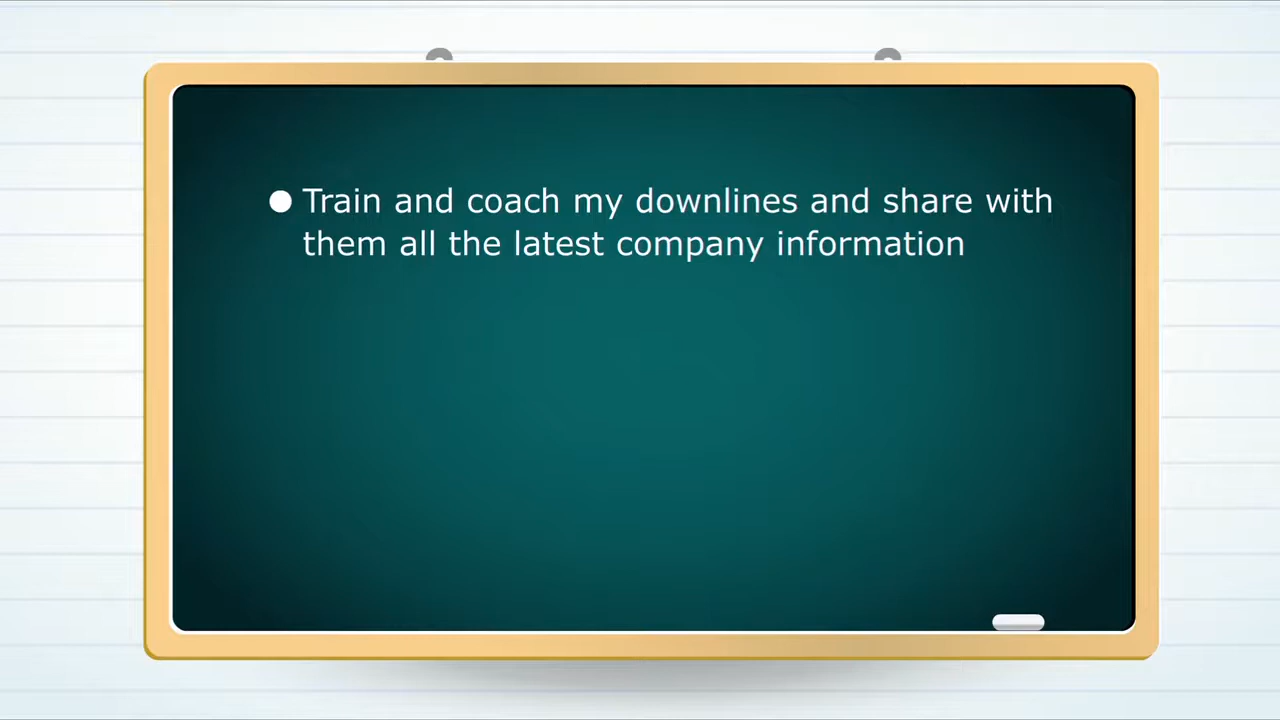 ● Train and coach my downlines and share with
them all the latest company information